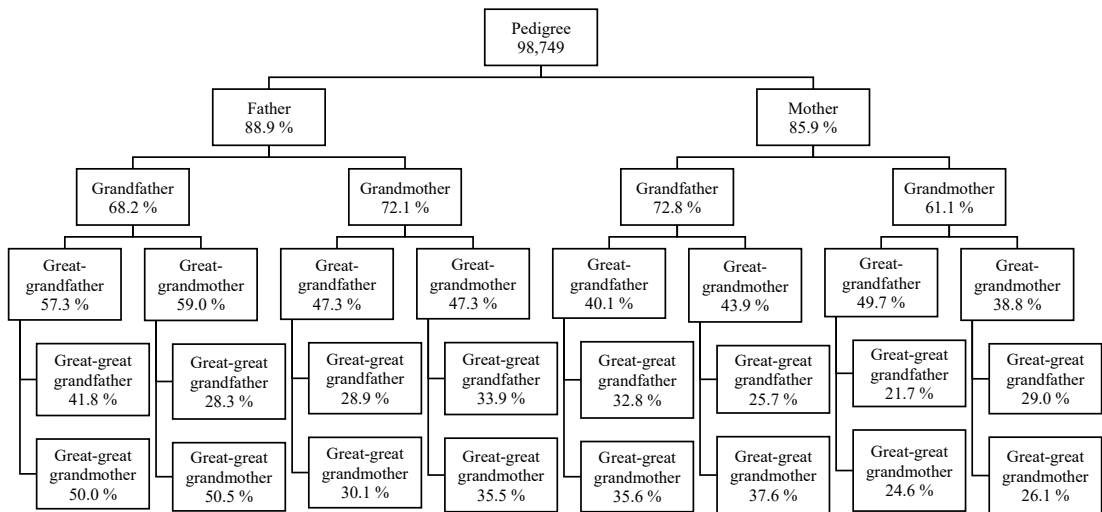 Pedigree
98,749
Father
88.9 %
Mother
85.9 %
Grandfather
68.2 %
Grandmother
72.1 %
Grandfather
72.8 %
Grandmother
61.1 %
Great-
grandfather
57.3 %
Great-
grandmother
59.0 %
Great-
grandfather
47.3 %
Great-
grandmother
47.3 %
Great-
grandfather
40.1 %
Great-
grandmother
43.9 %
Great-
grandfather
49.7 %
Great-
grandmother
38.8 %
Great-great
grandfather
41.8 %
Great-great
grandfather
28.3 %
Great-great
grandfather
28.9 %
Great-great
grandfather
33.9 %
Great-great
grandfather
32.8 %
Great-great
grandfather
25.7 %
Great-great
grandfather
21.7 %
Great-great
grandfather
29.0 %
Great-great
grandmother
50.0 %
Great-great
grandmother
50.5 %
Great-great
grandmother
30.1 %
Great-great
grandmother
35.5 %
Great-great
grandmother
35.6 %
Great-great
grandmother
37.6 %
Great-great
grandmother
24.6 %
Great-great
grandmother
26.1 %